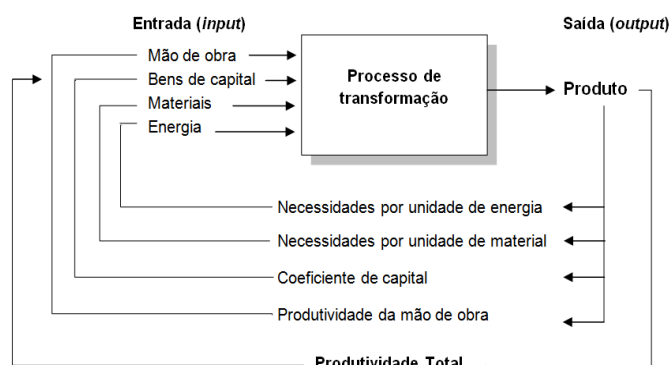 Entrada (input)
Saída (output)
Mão de obra
Bens de capital
Materiais
Energia
Processo de
transformação
Produto
Necessidades por unidade de energia
Necessidades por unidade de material
Coeficiente de capital
Produtividade da mão de obra
Produtividade Total